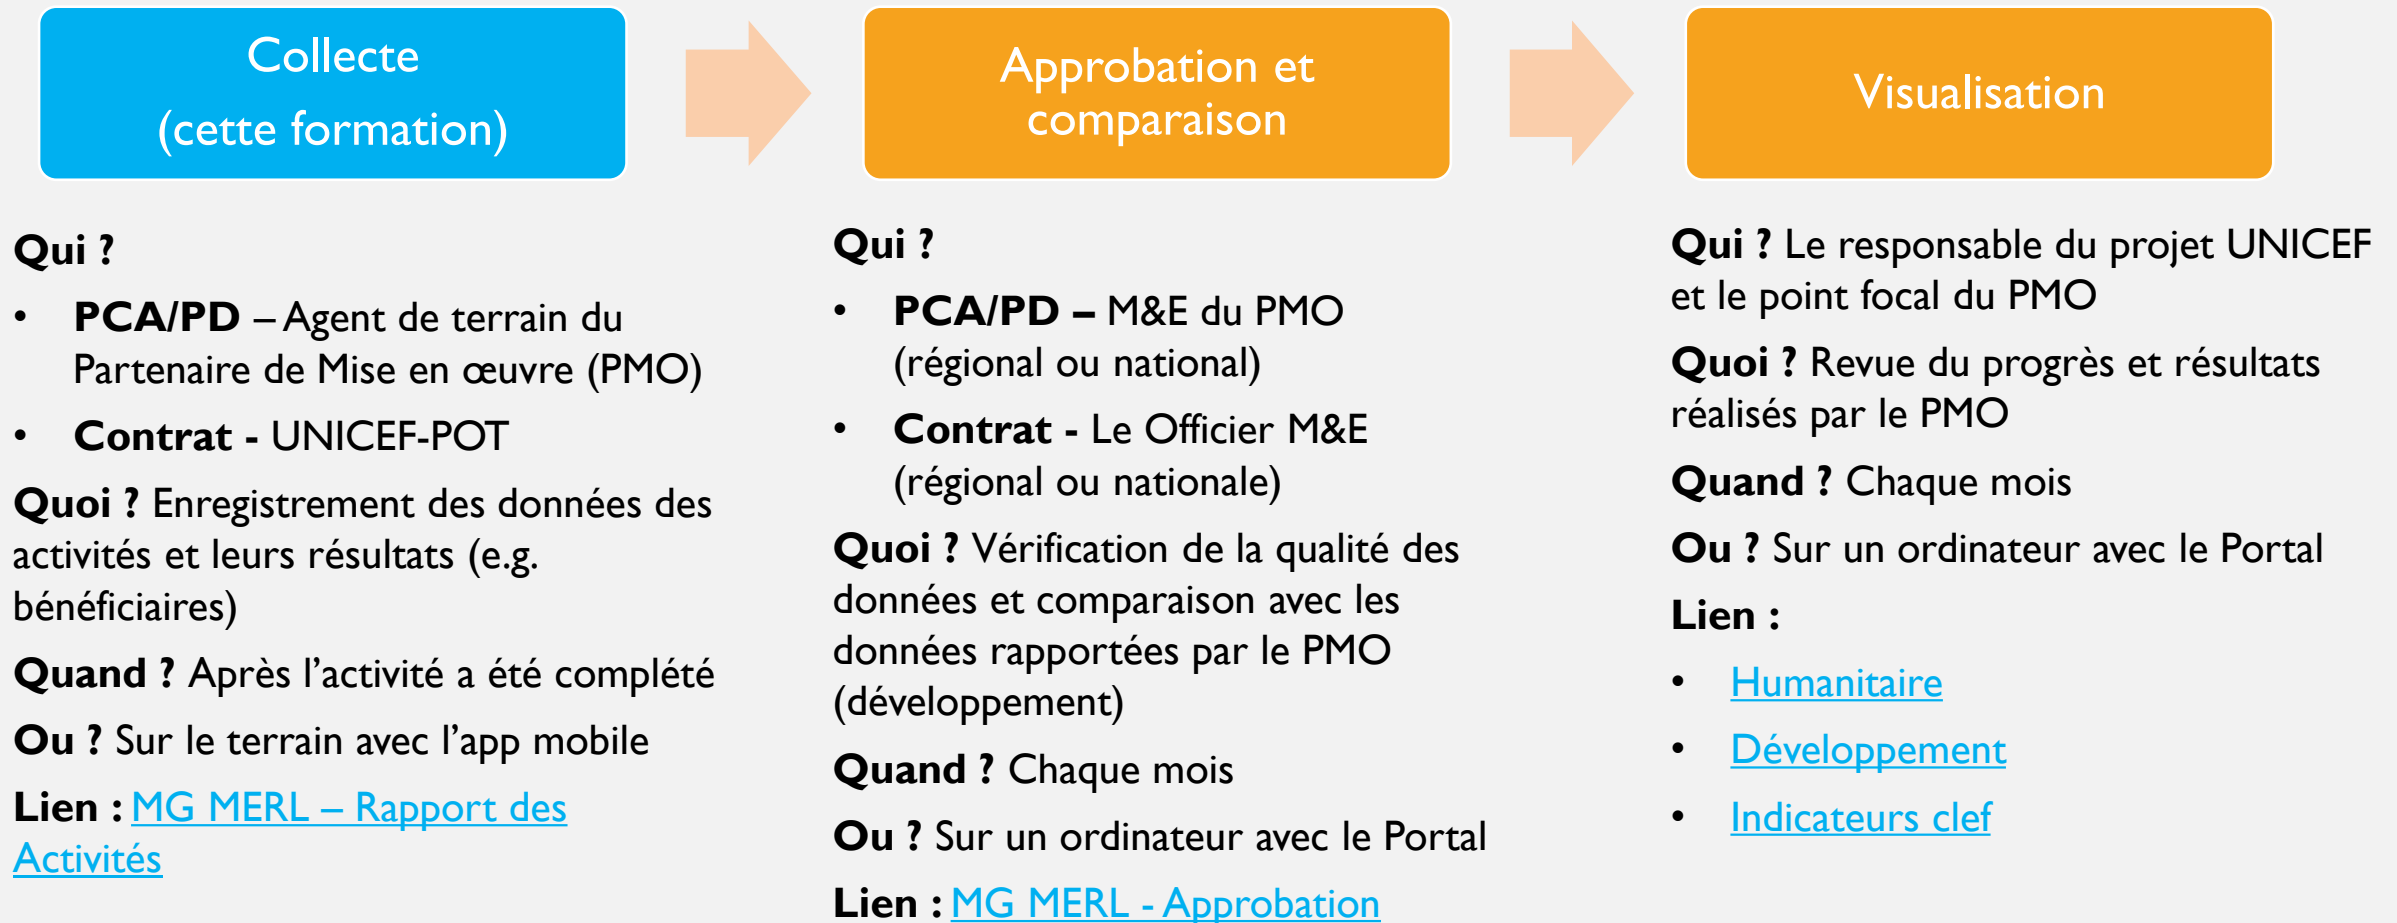 Collecte
(cette formation)
Approbation et
comparaison
Visualisation
Qui ?
• PCA/PD – Agent de terrain du
Partenaire de Mise en œuvre (PMO)
• Contrat - UNICEF-POT
Quoi ? Enregistrement des données des
activités et leurs résultats (e.g.
bénéficiaires)
Quand ? Après l’activité a été complété
Ou ? Sur le terrain avec l’app mobile
Lien : MG MERL – Rapport des
Activités
Qui ?
• PCA/PD – M&E du PMO
(régional ou national)
• Contrat - Le Officier M&E
(régional ou nationale)
Quoi ? Vérification de la qualité des
données et comparaison avec les
données rapportées par le PMO
(développement)
Quand ? Chaque mois
Ou ? Sur un ordinateur avec le Portal
Lien : MG MERL - Approbation
Qui ? Le responsable du projet UNICEF
et le point focal du PMO
Quoi ? Revue du progrès et résultats
réalisés par le PMO
Quand ? Chaque mois
Ou ? Sur un ordinateur avec le Portal
Lien :
• Humanitaire
• Développement
• Indicateurs clef